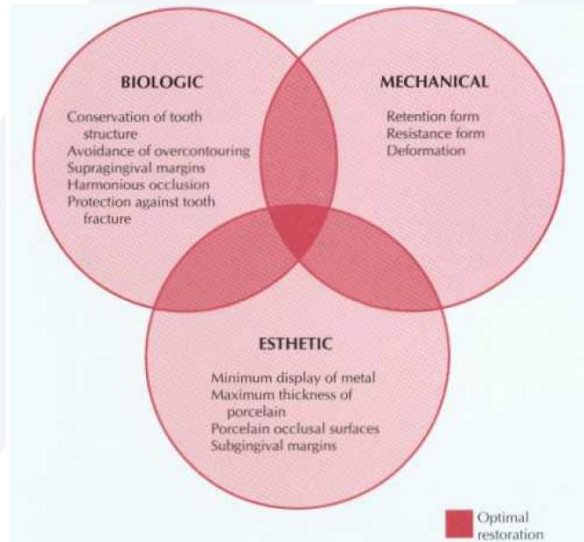 BIOLOGIC
Conservation of tooth
structure
Avoidance of overcontouring
Supragingival margins
Harmonious occlusion
Protection against tooth
fracture
MECHANICAL
Retention form
Resistance form
Deformation
ESTHETIC
Minimum display of metal
Maximum thickness of
porcelain
Porcelain occlusal surfaces
Subgingival margins
Optimal
restoration